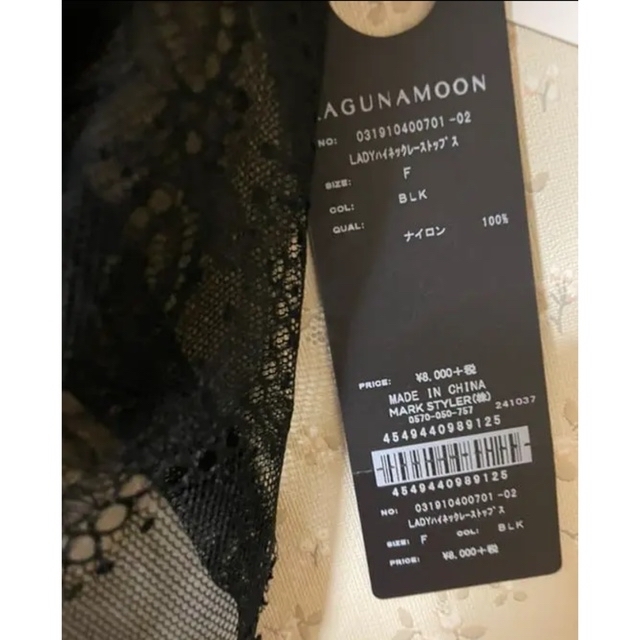 LAGUNAMOON
NO: 031910400701-02
LADYハイネックレーストップス
SIZE: F
COL: BLK
QUAL: ナイロン 100%
PRICE: ¥8,000+税
MADE IN CHINA
MARK STYLER(株)
0570-050-757 241037
4549440989125
4549440989125
NO: 031910400701-02
LADYハイネックレーストップス
SIZE: F COL: BLK
PRICE: ¥8,000+税